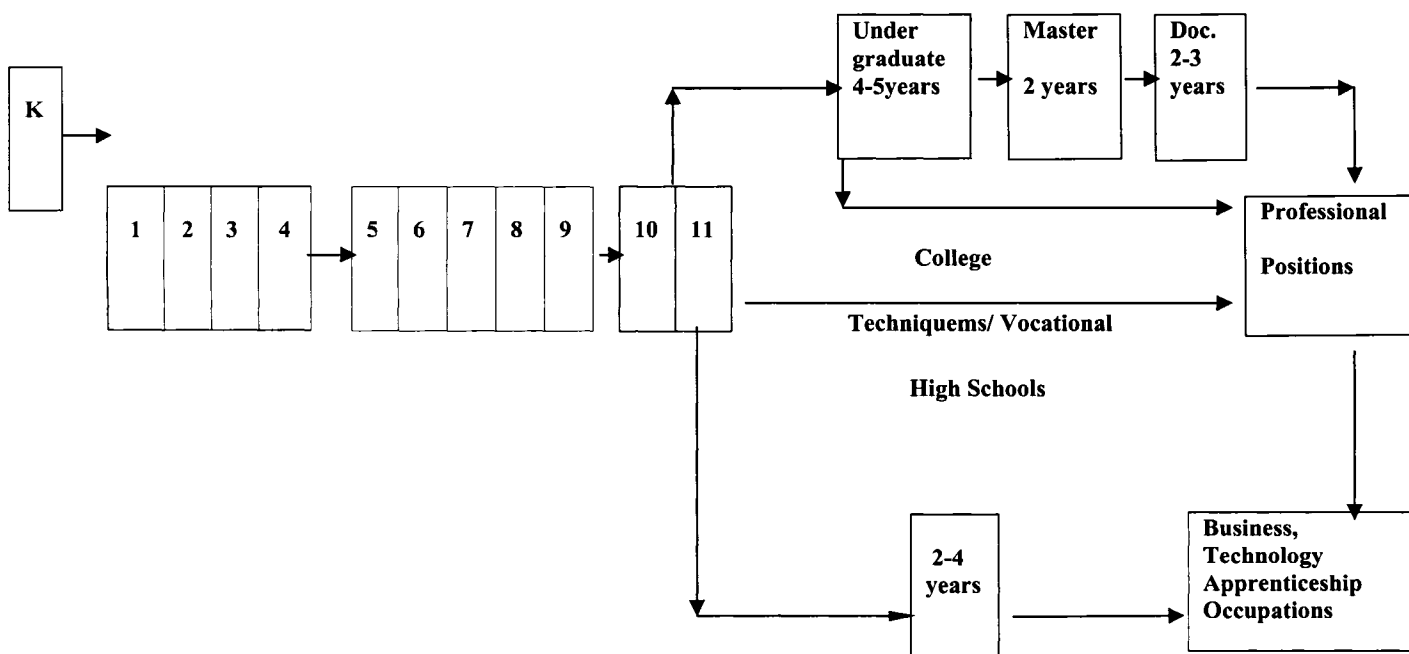 K
1 2 3 4
5 6 7 8 9
10 11
Under
graduate
4-5years
Master
2 years
Doc.
2-3
years
Professional
Positions
College
Techniquems/ Vocational
High Schools
2-4
years
Business,
Technology
Apprenticeship
Occupations